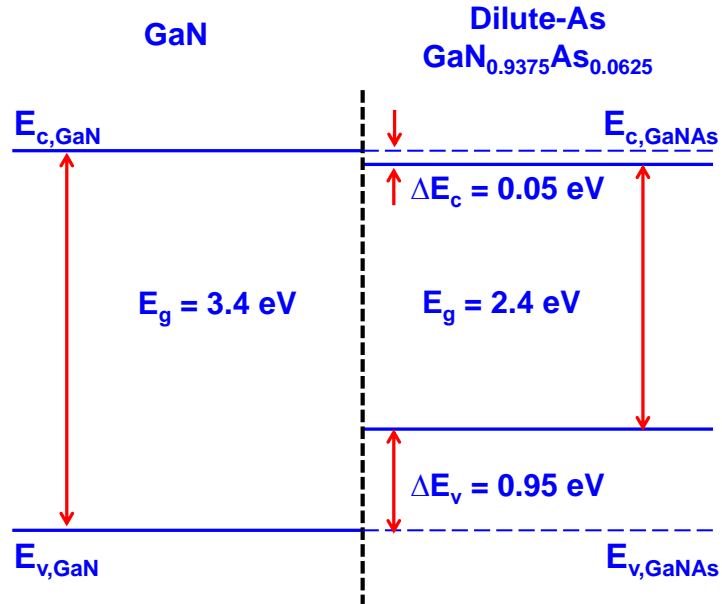 GaN
Dilute-As
GaN0.9375As0.0625
Ec,GaN
Ec,GaNAs
ΔEc = 0.05 eV
Eg = 3.4 eV
Eg = 2.4 eV
ΔEv = 0.95 eV
Ev,GaN
Ev,GaNAs